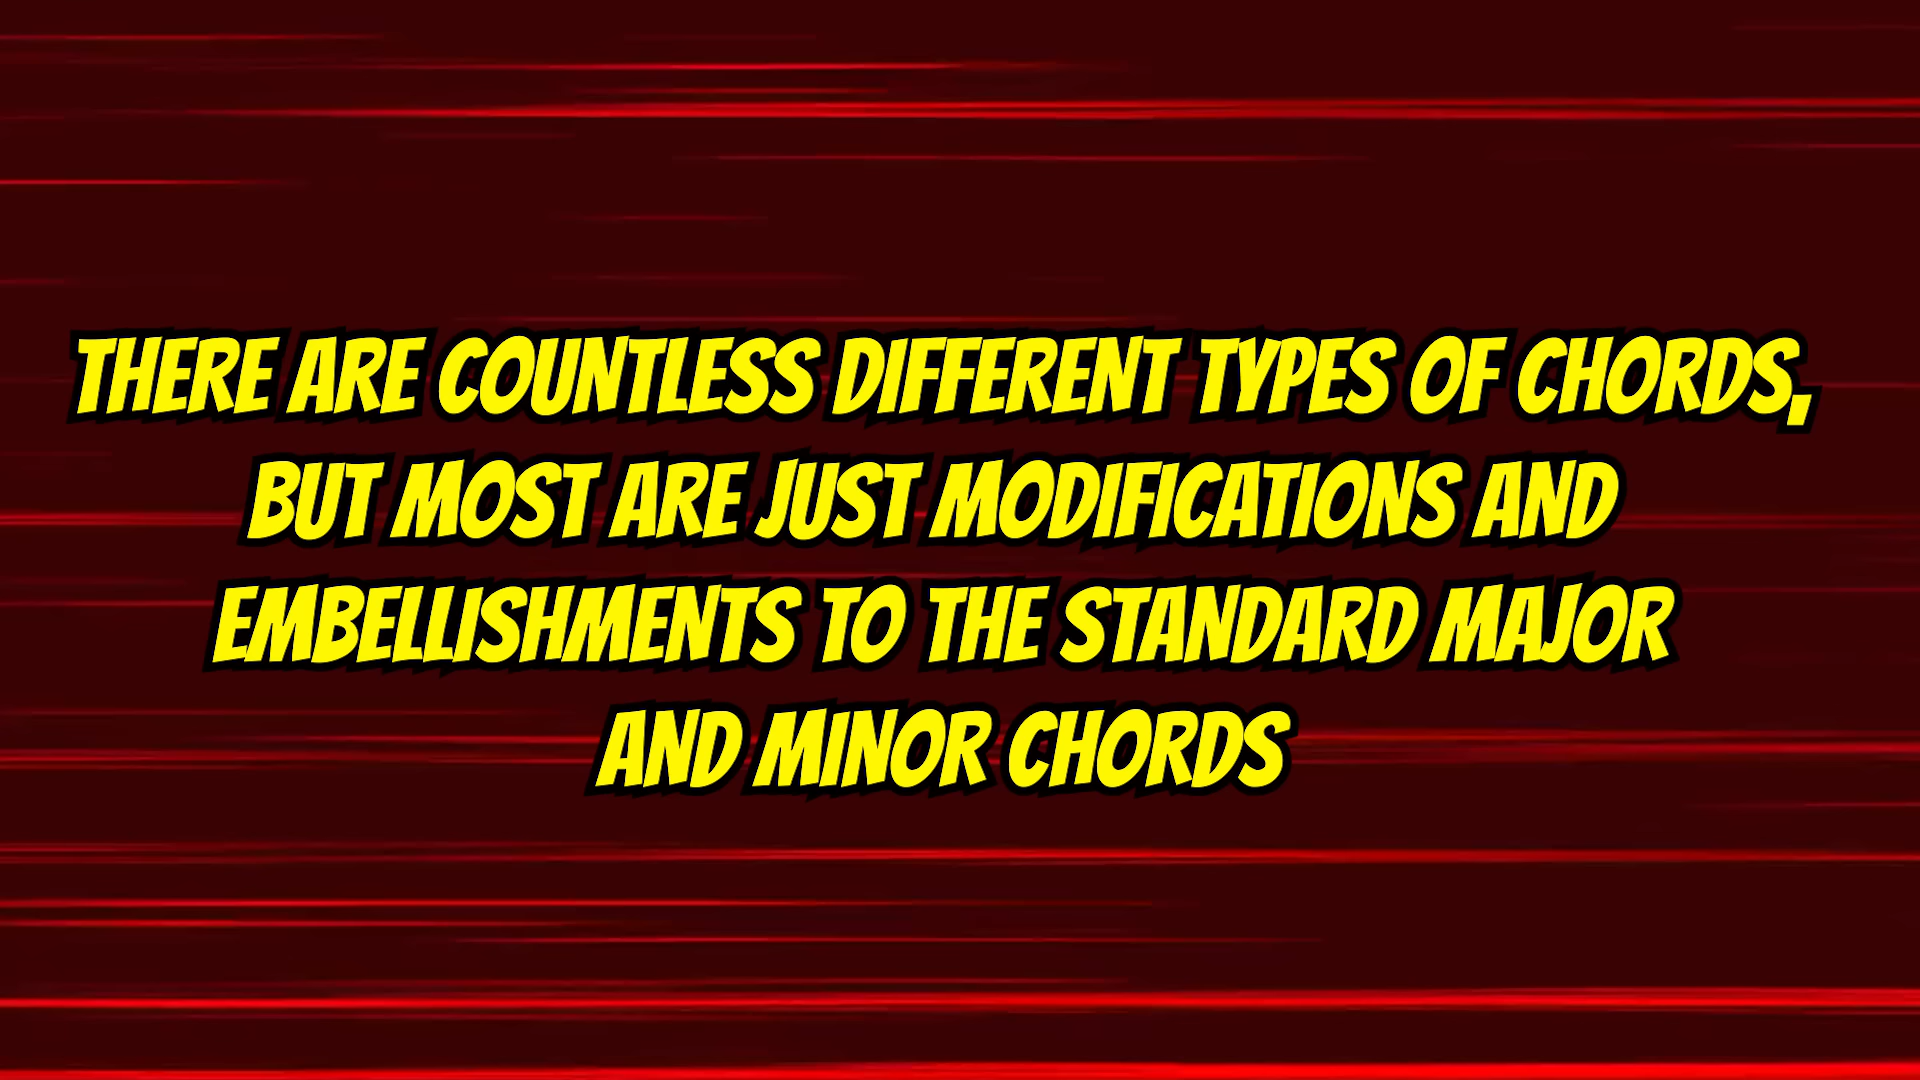 THERE ARE COUNTLESS DIFFERENT TYPES OF CHORDS,
BUT MOST ARE JUST MODIFICATIONS AND
EMBELLISHMENTS TO THE STANDARD MAJOR
AND MINOR CHORDS